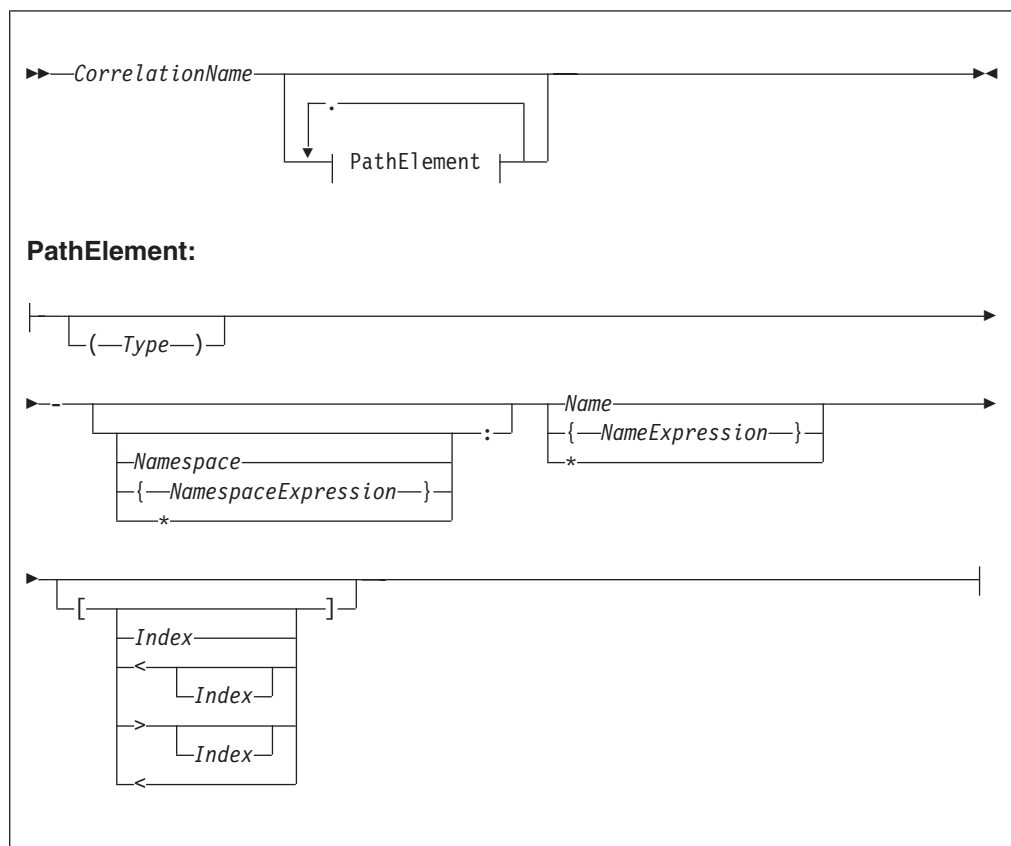 CorrelationName
.
PathElement
PathElement:
( Type )
- Name
: { NameExpression }
Namespace *
{ NamespaceExpression }
*
[ ]
Index
<
Index
>
Index
<